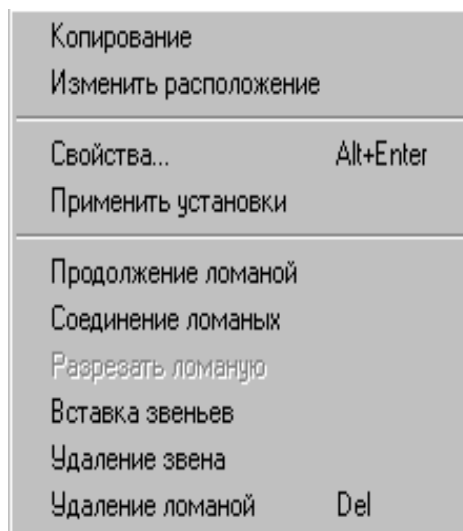 Копирование
Изменить расположение
Свойства... Alt+Enter
Применить установки
Продолжение ломаной
Соединение ломаных
Разрезать ломаную
Вставка звеньев
Удаление звена
Удаление ломаной Del